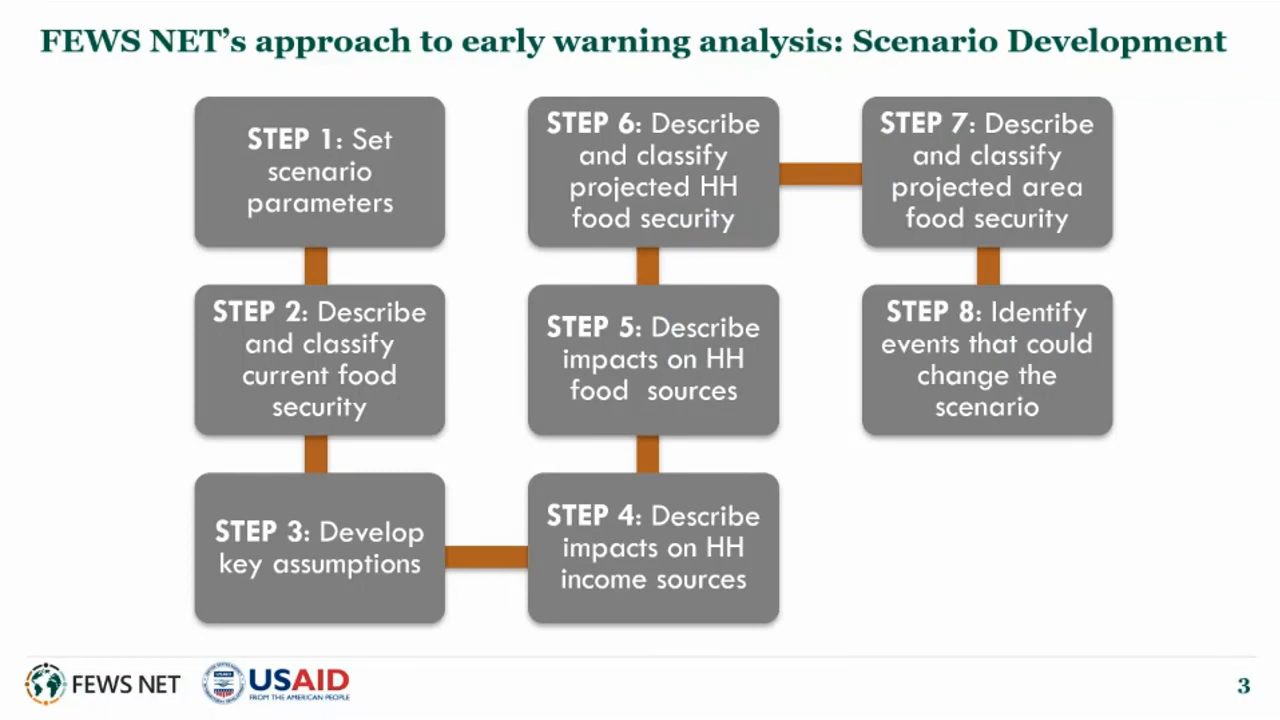 FEWS NET’s approach to early warning analysis: Scenario Development
STEP 1: Set
scenario
parameters
STEP 2: Describe
and classify
current food
security
STEP 3: Develop
key assumptions
STEP 4: Describe
impacts on HH
income sources
STEP 5: Describe
impacts on HH
food sources
STEP 6: Describe
and classify
projected HH
food security
STEP 7: Describe
and classify
projected area
food security
STEP 8: Identify
events that could
change the
scenario
FEWS NET
USAID
FROM THE AMERICAN PEOPLE
3